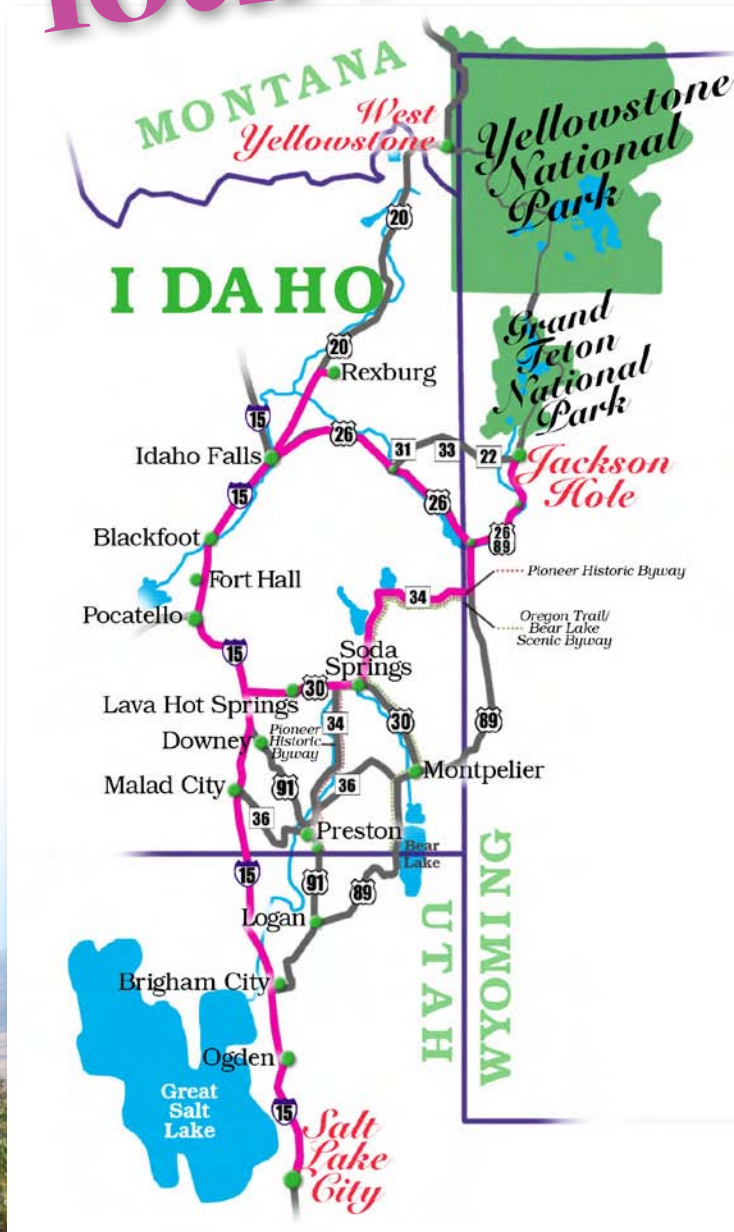 MONTANA
West
Yellowstone
Yellowstone
National
Park
20
IDAHO
Grand
Teton
National
Park
20
Rexburg
15
26
31
33
22
Idaho Falls
Jackson
Hole
15
26
26
89
Blackfoot
Pioneer Historic Byway
Fort Hall
34
Pocatello
Oregon Trail/
Bear Lake
Scenic Byway
15
Soda
Springs
30
Lava Hot Springs
34
30
89
Pioneer
Historic
Byway
Downey
Montpelier
36
91
Malad City
36
Preston
Bear
Lake
15
91
89
WYOMING
UTAH
Logan
Brigham City
Ogden
Great
Salt
Lake
15
Salt
Lake
City